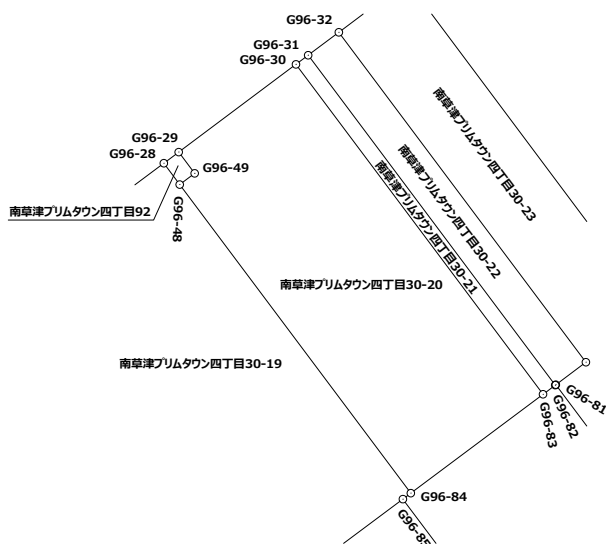 G96-32
G96-31
G96-30
南草津プリムタウン四丁目30-23
G96-29
G96-28
G96-49
南草津プリムタウン四丁目30-22
南草津プリムタウン四丁目30-21
南草津プリムタウン四丁目92
G96-48
南草津プリムタウン四丁目30-20
南草津プリムタウン四丁目30-19
G96-81
G96-82
G96-83
G96-84
G96-85